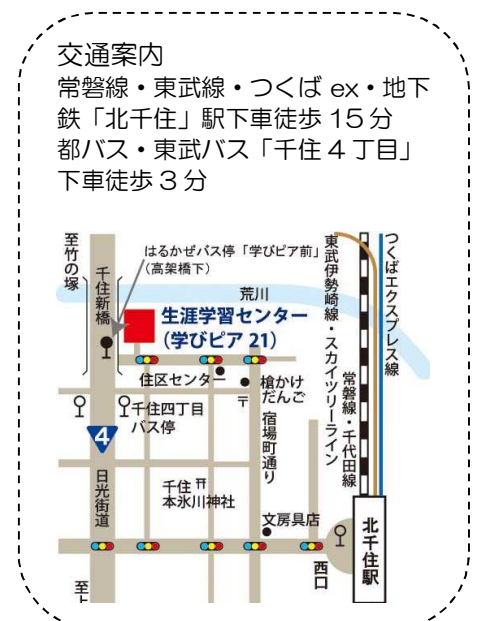 交通案内
常磐線・東武線・つくば ex・地下
鉄「北千住」駅下車徒歩 15 分
都バス・東武バス「千住 4 丁目」
下車徒歩 3 分
至竹の塚
千住新橋
はるかぜバス停「学びピア前」
（高架橋下）
荒川
生涯学習センター
（学びピア 21）
東武伊勢崎線・スカイツリーライン
つくばエクスプレス線
常磐線・千代田線
住区センター
槍かけ
だんご
〒
千住四丁目
バス停
宿場町通り
4
日光街道
千住
本氷川神社
文房具店
西口
北千住駅
至上